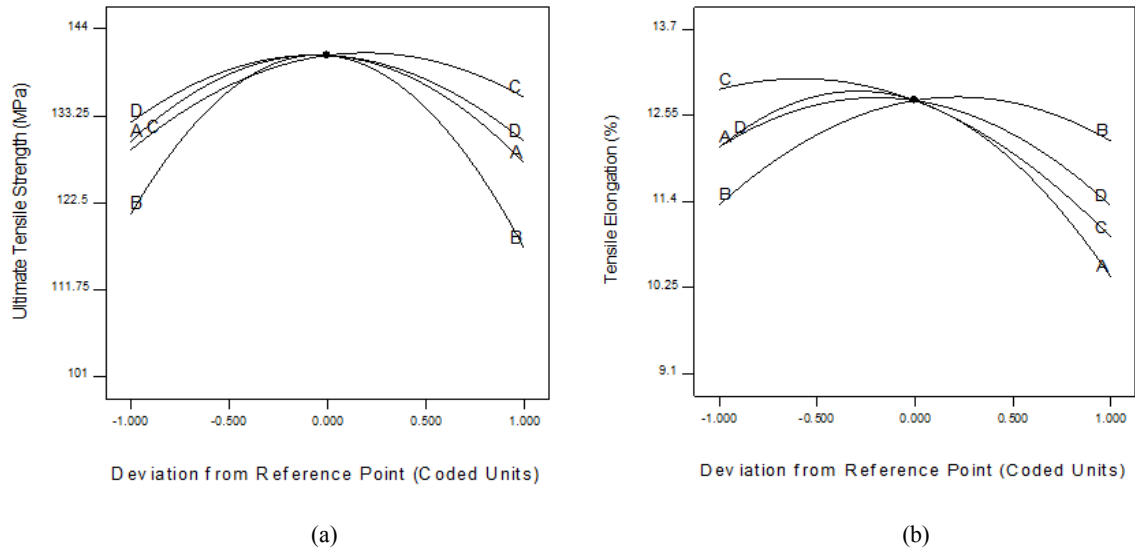 Ultimate Tensile Strength (MPa)
144
133.25
122.5
111.75
101
D
A
C
B
C
D
A
B
-1.000
-0.500
0.000
0.500
1.000
Deviation from Reference Point (Coded Units)
(a)
Tensile Elongation (%)
13.7
12.55
11.4
10.25
9.1
C
D
A
B
B
D
C
A
-1.000
-0.500
0.000
0.500
1.000
Deviation from Reference Point (Coded Units)
(b)